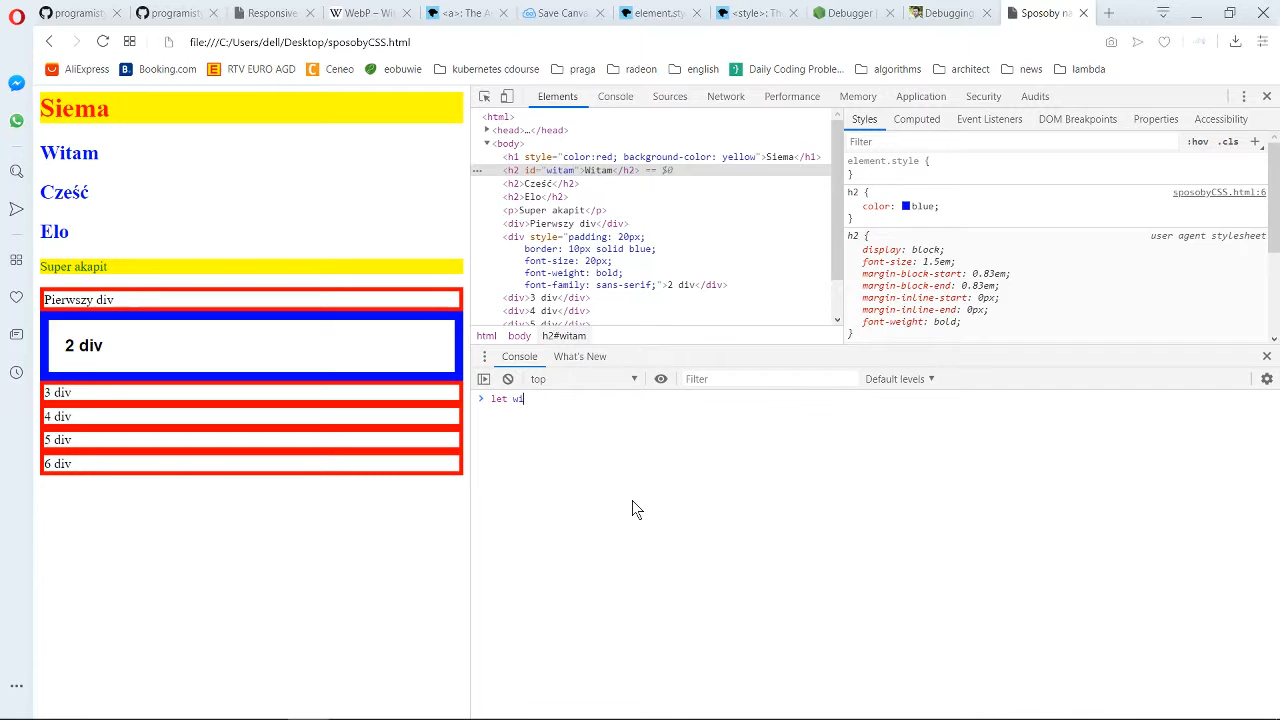 programist
programist
Responsive
WebP – Wi
<a>: The A
Save Canva
element.sty
<a>: The
Debugger
Debugging
Sposoby na
file:///C:/Users/dell/Desktop/sposobyCSS.html
AliExpress
Booking.com
RTV EURO AGD
Ceneo
eobuwie
kubernetes cdourse
praga
radeon
english
Daily Coding Proble...
algorithms
architect
news
lambda
Siema
Witam
Cześć
Elo
Super akapit
Pierwszy div
2 div
3 div
4 div
5 div
6 div
Elements Console Sources Network Performance Memory Application Security Audits
<html>
<head>…</head>
<body>
<h1 style="color:red; background-color: yellow">Siema</h1>
<h2 id="witam">Witam</h2> == $0
<h2>Cześć</h2>
<h2>Elo</h2>
<p>Super akapit</p>
<div>Pierwszy div</div>
<div style="padding: 20px;
border: 10px solid blue;
font-size: 20px;
font-weight: bold;
font-family: sans-serif;">2 div</div>
<div>3 div</div>
<div>4 div</div>
<div>5 div</div>
html body h2#witam
Styles Computed Event Listeners DOM Breakpoints Properties Accessibility
Filter :hov .cls +
element.style {
}
h2 { sposobyCSS.html:6
color: blue;
}
h2 { user agent stylesheet
display: block;
font-size: 1.5em;
margin-block-start: 0.83em;
margin-block-end: 0.83em;
margin-inline-start: 0px;
margin-inline-end: 0px;
font-weight: bold;
}
Console What's New
top Filter Default levels
> let wi